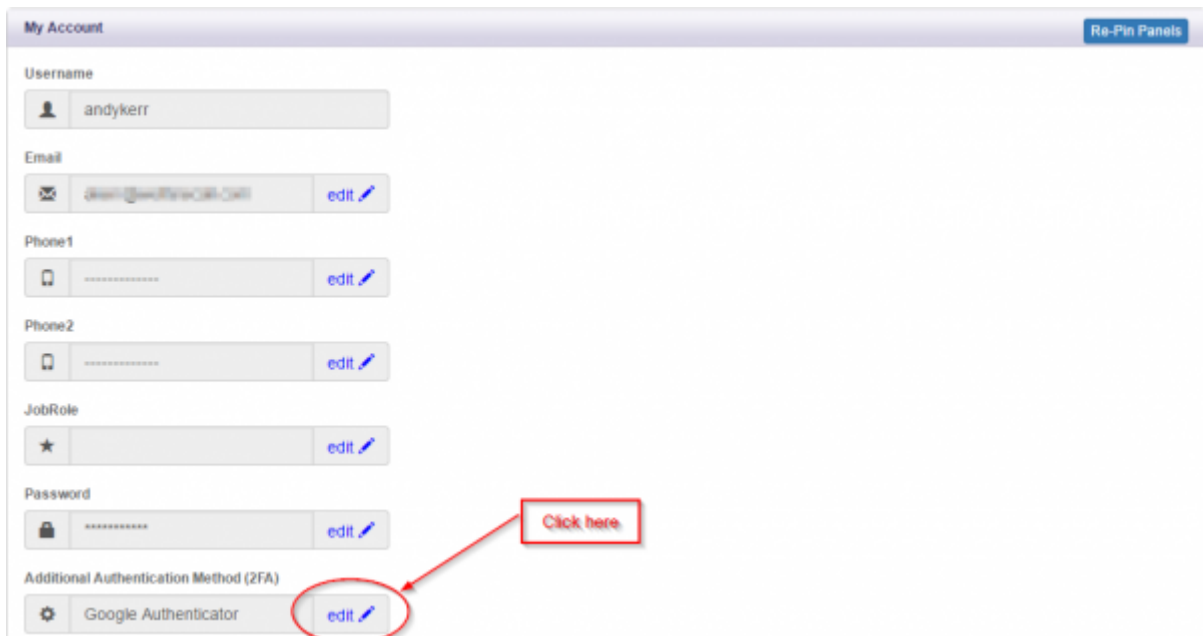 My Account
Re-Pin Panels
Username
andykerr
Email
edit
Phone1
------------- edit
Phone2
------------- edit
JobRole
edit
Password
*********** edit
Click here
Additional Authentication Method (2FA)
Google Authenticator edit